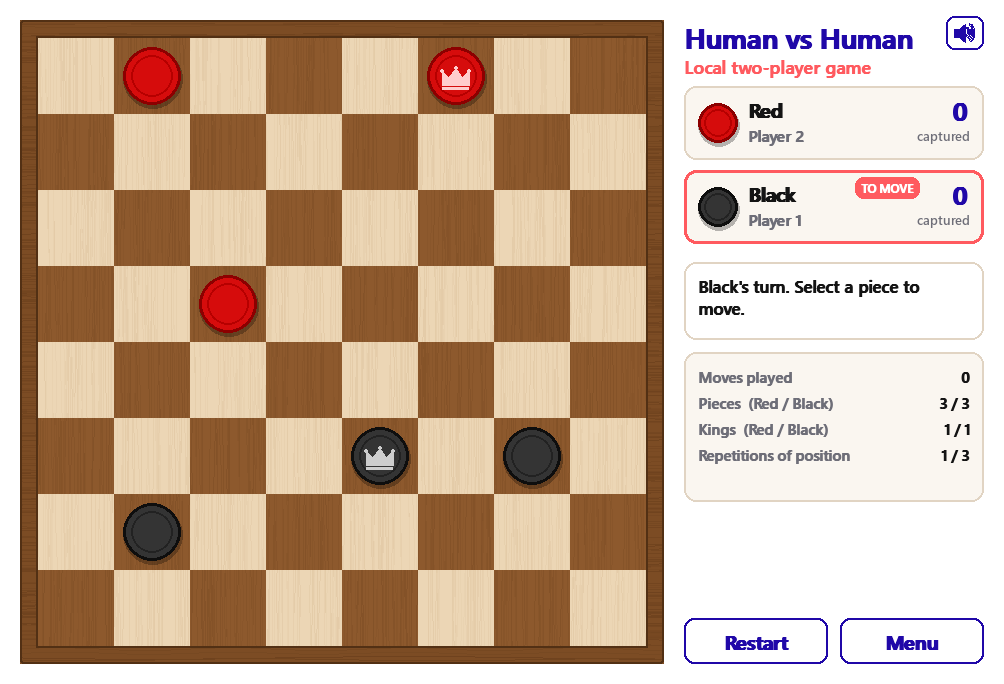 Human vs Human
Local two-player game
Red
Player 2
0
captured
Black
Player 1
TO MOVE
0
captured
Black's turn. Select a piece to
move.
Moves played 0
Pieces (Red / Black) 3 / 3
Kings (Red / Black) 1 / 1
Repetitions of position 1 / 3
Restart
Menu